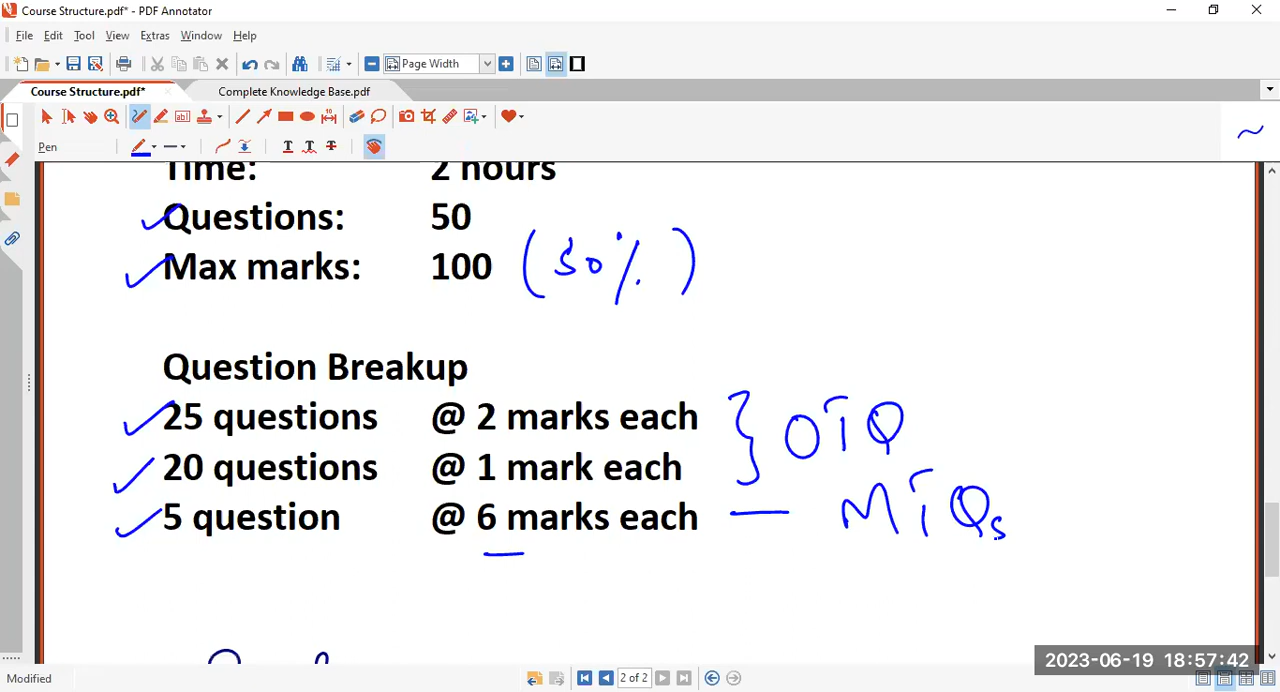 Course Structure.pdf* - PDF Annotator
File Edit Tool View Extras Window Help
Page Width
Course Structure.pdf* Complete Knowledge Base.pdf
Pen
Time: 2 hours
Questions: 50
Max marks: 100 (50%)
Question Breakup
25 questions @ 2 marks each } OTQ
20 questions @ 1 mark each
5 question @ 6 marks each — MTQs
2023-06-19 18:57:42
Modified 2 of 2